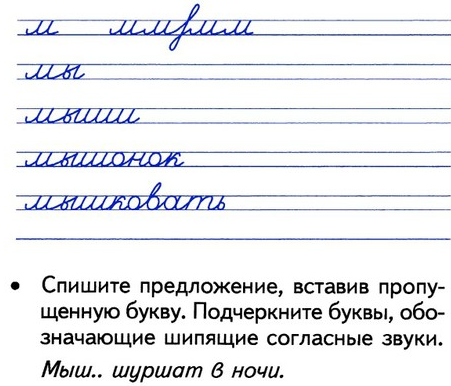 м ммгмм
мы
мыши
мышонок
мышковать
• Спишите предложение, вставив пропу-
щенную букву. Подчеркните буквы, обо-
значающие шипящие согласные звуки.
Мыш.. шуршат в ночи.